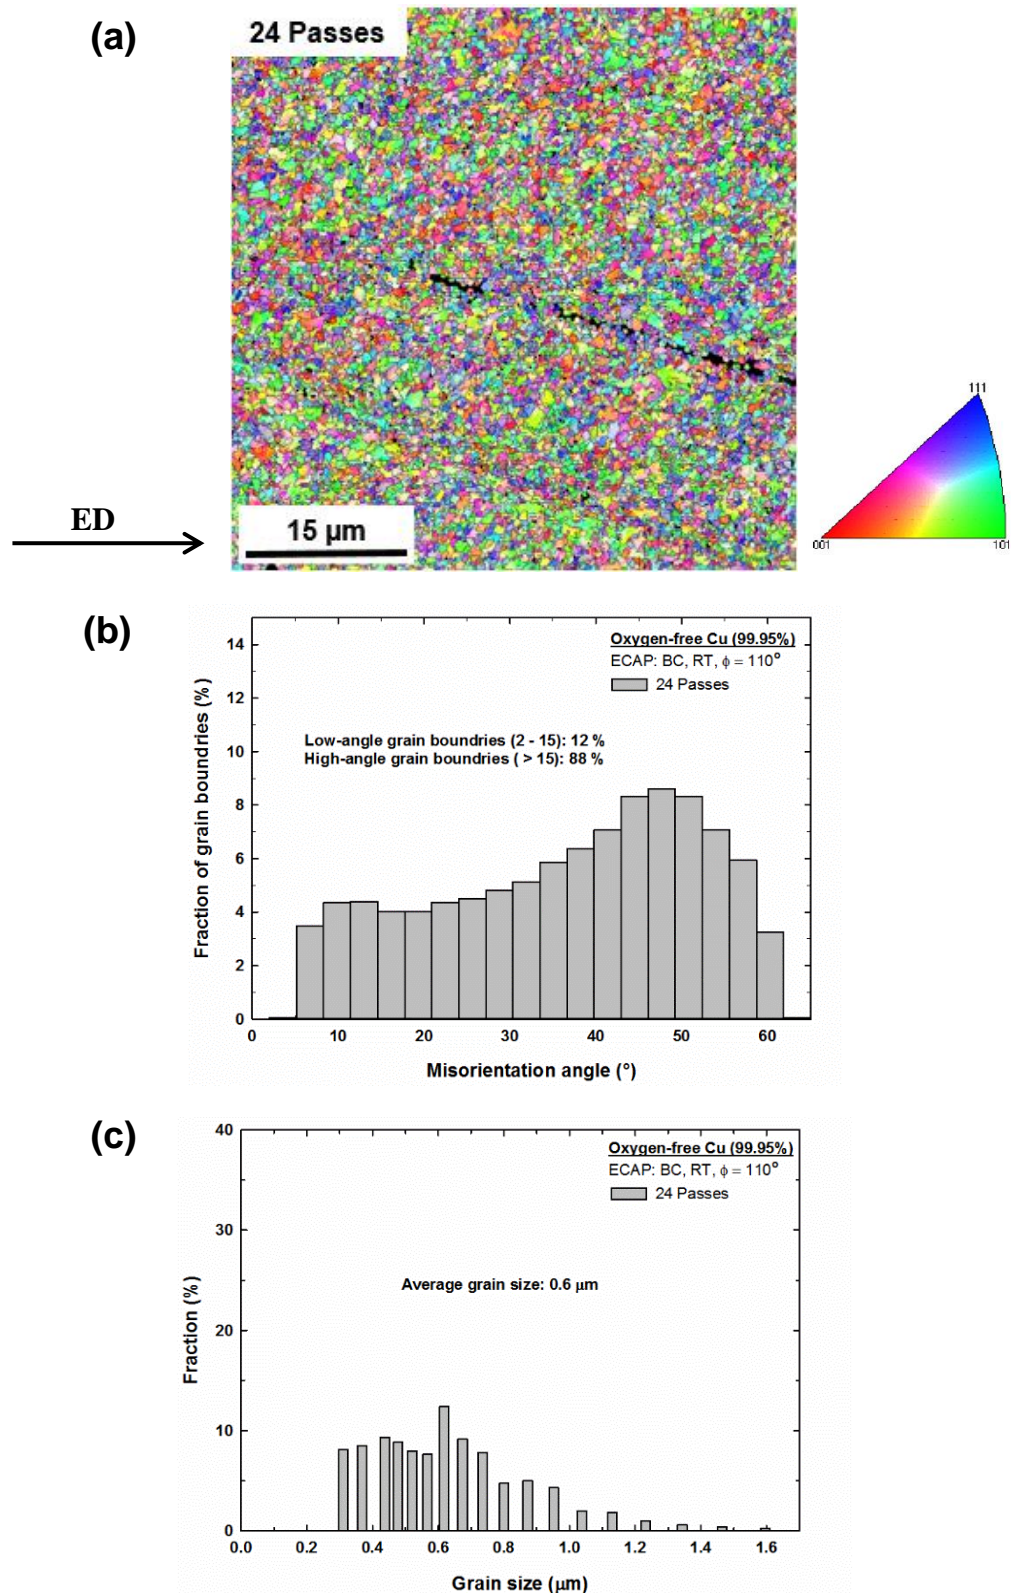 (a)
24 Passes
111
ED
15 µm
001
101
(b)
14
12
10
8
6
4
2
0
Fraction of grain boundries (%)
Oxygen-free Cu (99.95%)
ECAP: BC, RT, ϕ = 110°
24 Passes
Low-angle grain boundries (2 - 15): 12 %
High-angle grain boundries ( > 15): 88 %
0 10 20 30 40 50 60
Misorientation angle (°)
(c)
40
30
20
10
0
Fraction (%)
Oxygen-free Cu (99.95%)
ECAP: BC, RT, ϕ = 110°
24 Passes
Average grain size: 0.6 µm
0.0 0.2 0.4 0.6 0.8 1.0 1.2 1.4 1.6
Grain size (µm)